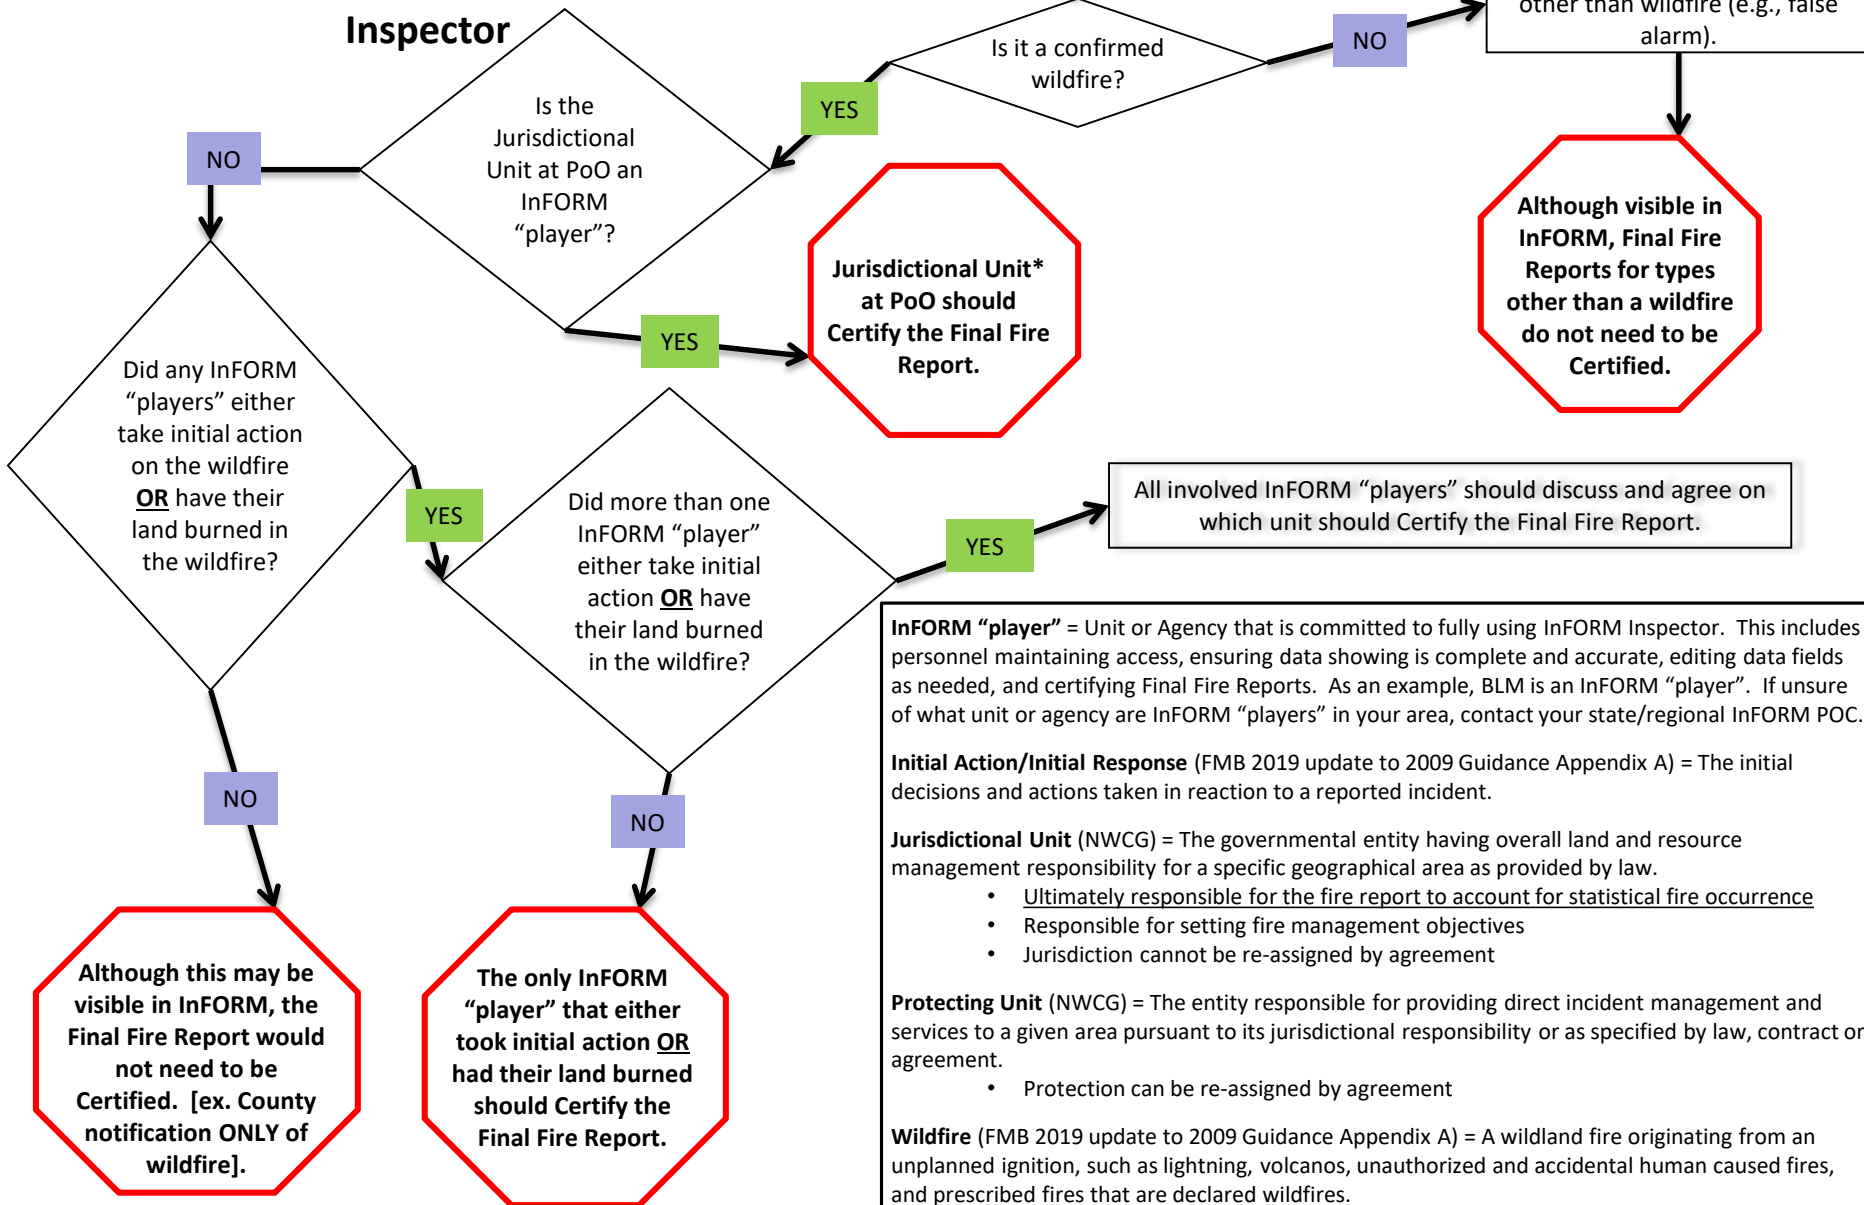 Inspector
other than wildfire (e.g., false
alarm).
Is it a confirmed
wildfire?
NO
YES
Is the
Jurisdictional
Unit at PoO an
InFORM
“player”?
NO
YES
Jurisdictional Unit*
at PoO should
Certify the Final Fire
Report.
Although visible in
InFORM, Final Fire
Reports for types
other than a wildfire
do not need to be
Certified.
Did any InFORM
“players” either
take initial action
on the wildfire
OR have their
land burned in
the wildfire?
YES
NO
Did more than one
InFORM “player”
either take initial
action OR have
their land burned
in the wildfire?
YES
NO
All involved InFORM “players” should discuss and agree on
which unit should Certify the Final Fire Report.
Although this may be
visible in InFORM, the
Final Fire Report would
not need to be
Certified. [ex. County
notification ONLY of
wildfire].
The only InFORM
“player” that either
took initial action OR
had their land burned
should Certify the
Final Fire Report.
InFORM “player” = Unit or Agency that is committed to fully using InFORM Inspector. This includes
personnel maintaining access, ensuring data showing is complete and accurate, editing data fields
as needed, and certifying Final Fire Reports. As an example, BLM is an InFORM “player”. If unsure
of what unit or agency are InFORM “players” in your area, contact your state/regional InFORM POC.
Initial Action/Initial Response (FMB 2019 update to 2009 Guidance Appendix A) = The initial
decisions and actions taken in reaction to a reported incident.
Jurisdictional Unit (NWCG) = The governmental entity having overall land and resource
management responsibility for a specific geographical area as provided by law.
• Ultimately responsible for the fire report to account for statistical fire occurrence
• Responsible for setting fire management objectives
• Jurisdiction cannot be re-assigned by agreement
Protecting Unit (NWCG) = The entity responsible for providing direct incident management and
services to a given area pursuant to its jurisdictional responsibility or as specified by law, contract or
agreement.
• Protection can be re-assigned by agreement
Wildfire (FMB 2019 update to 2009 Guidance Appendix A) = A wildland fire originating from an
unplanned ignition, such as lightning, volcanos, unauthorized and accidental human caused fires,
and prescribed fires that are declared wildfires.